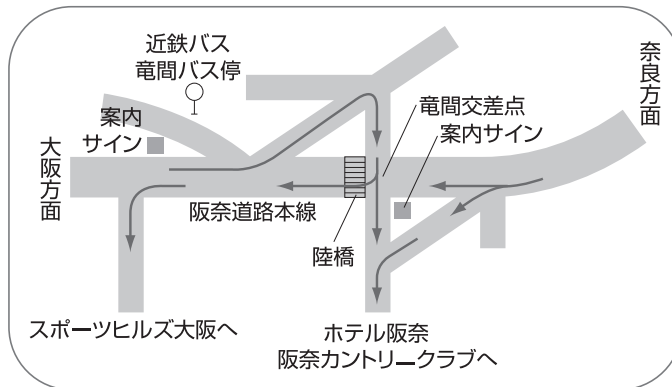 近鉄バス
竜間バス停
奈良方面
案内
サイン
竜間交差点
案内サイン
大阪方面
阪奈道路本線
陸橋
スポーツヒルズ大阪へ
ホテル阪奈
阪奈カントリークラブへ